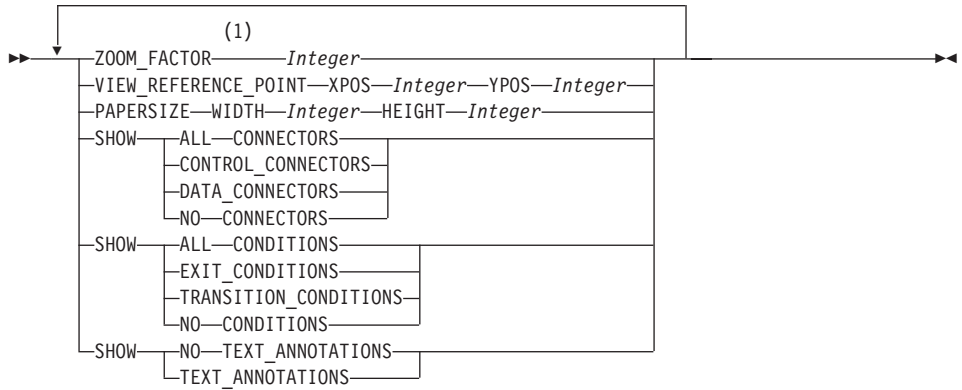 (1)
ZOOM_FACTOR Integer
VIEW_REFERENCE_POINT XPOS Integer YPOS Integer
PAPERSIZE WIDTH Integer HEIGHT Integer
SHOW ALL CONNECTORS
CONTROL_CONNECTORS
DATA_CONNECTORS
NO CONNECTORS
SHOW ALL CONDITIONS
EXIT_CONDITIONS
TRANSITION_CONDITIONS
NO CONDITIONS
SHOW NO TEXT_ANNOTATIONS
TEXT_ANNOTATIONS